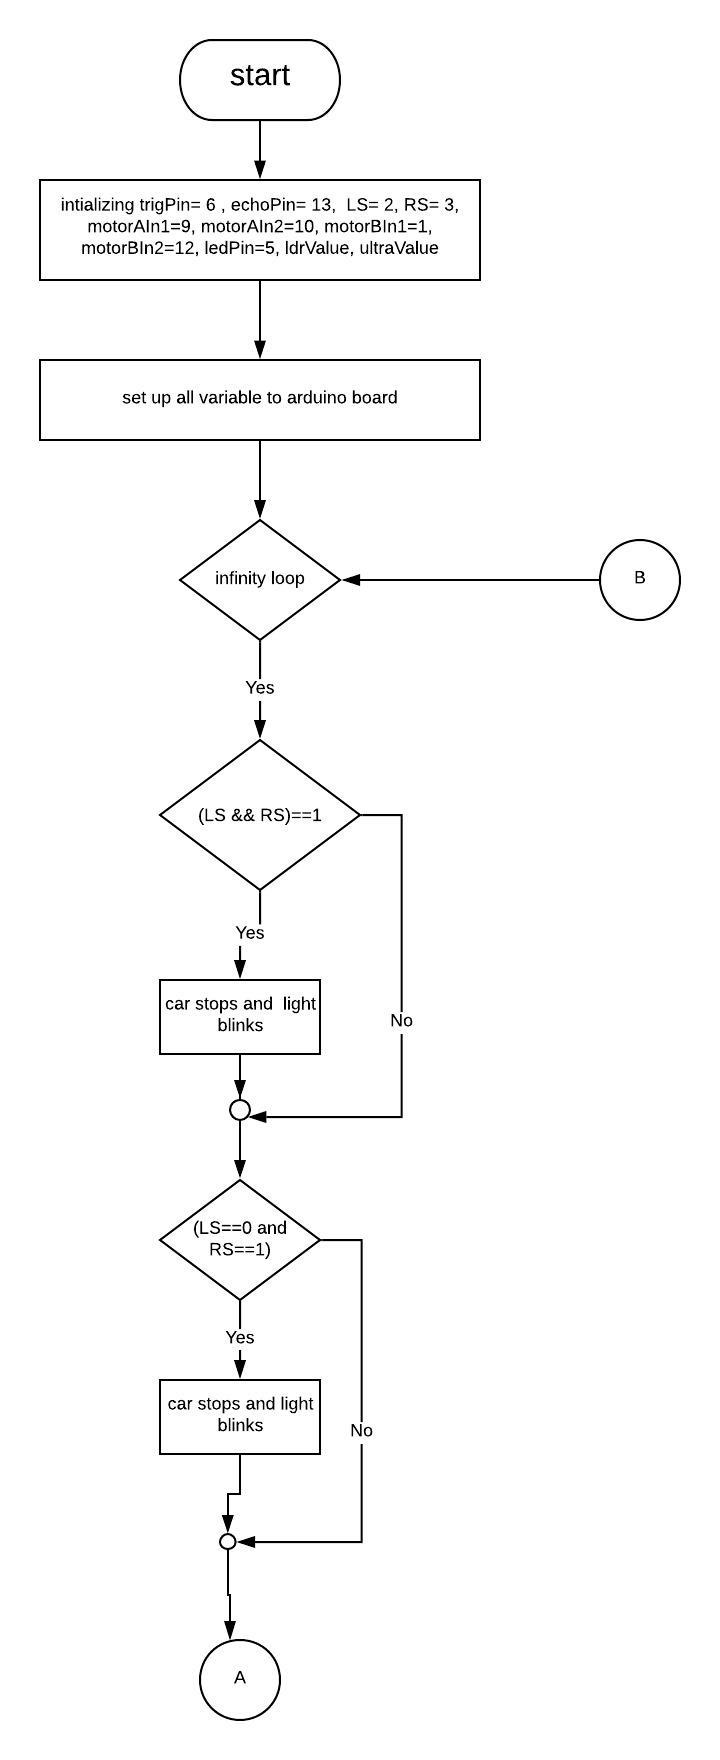 start
intializing trigPin= 6 , echoPin= 13, LS= 2, RS= 3,
motorAIn1=9, motorAIn2=10, motorBIn1=1,
motorBIn2=12, ledPin=5, ldrValue, ultraValue
set up all variable to arduino board
infinity loop
B
Yes
(LS && RS)==1
Yes
car stops and light
blinks
No
(LS==0 and
RS==1)
Yes
car stops and light
blinks
No
A